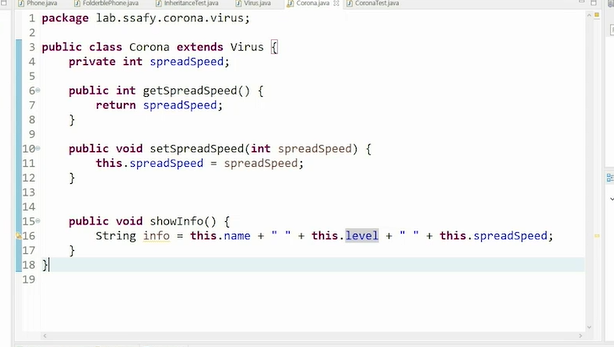 Phone.java FolderblePhone.java InheritanceTest.java Virus.java Corona.java CoronaTest.java
1 package lab.ssafy.corona.virus;
2
3 public class Corona extends Virus {
4 private int spreadSpeed;
5
6 public int getSpreadSpeed() {
7 return spreadSpeed;
8 }
9
10 public void setSpreadSpeed(int spreadSpeed) {
11 this.spreadSpeed = spreadSpeed;
12 }
13
14
15 public void showInfo() {
16 String info = this.name + " " + this.level + " " + this.spreadSpeed;
17 }
18 }
19